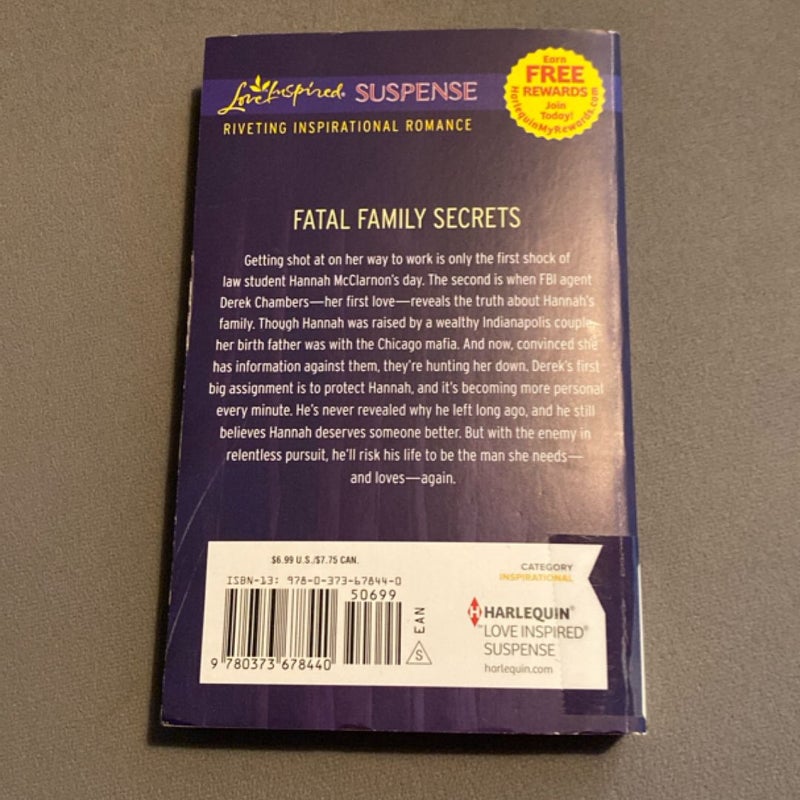 Love Inspired® SUSPENSE
RIVETING INSPIRATIONAL ROMANCE
Earn
FREE
REWARDS
Join
Today!
HarlequinMyRewards.com
FATAL FAMILY SECRETS
Getting shot at on her way to work is only the first shock of
law student Hannah McClarnon's day. The second is when FBI agent
Derek Chambers—her first love—reveals the truth about Hannah's
family. Though Hannah was raised by a wealthy Indianapolis couple,
her birth father was with the Chicago mafia. And now, convinced she
has information against them, they're hunting her down. Derek's first
big assignment is to protect Hannah, and it's becoming more personal
every minute. He's never revealed why he left long ago, and he still
believes Hannah deserves someone better. But with the enemy in
relentless pursuit, he'll risk his life to be the man she needs—
and loves—again.
$6.99 U.S./$7.75 CAN.
ISBN-13: 978-0-373-67844-0
50699
9 780373 678440
EAN
S
CATEGORY
INSPIRATIONAL
HARLEQUIN®
™LOVE INSPIRED®
SUSPENSE
harlequin.com